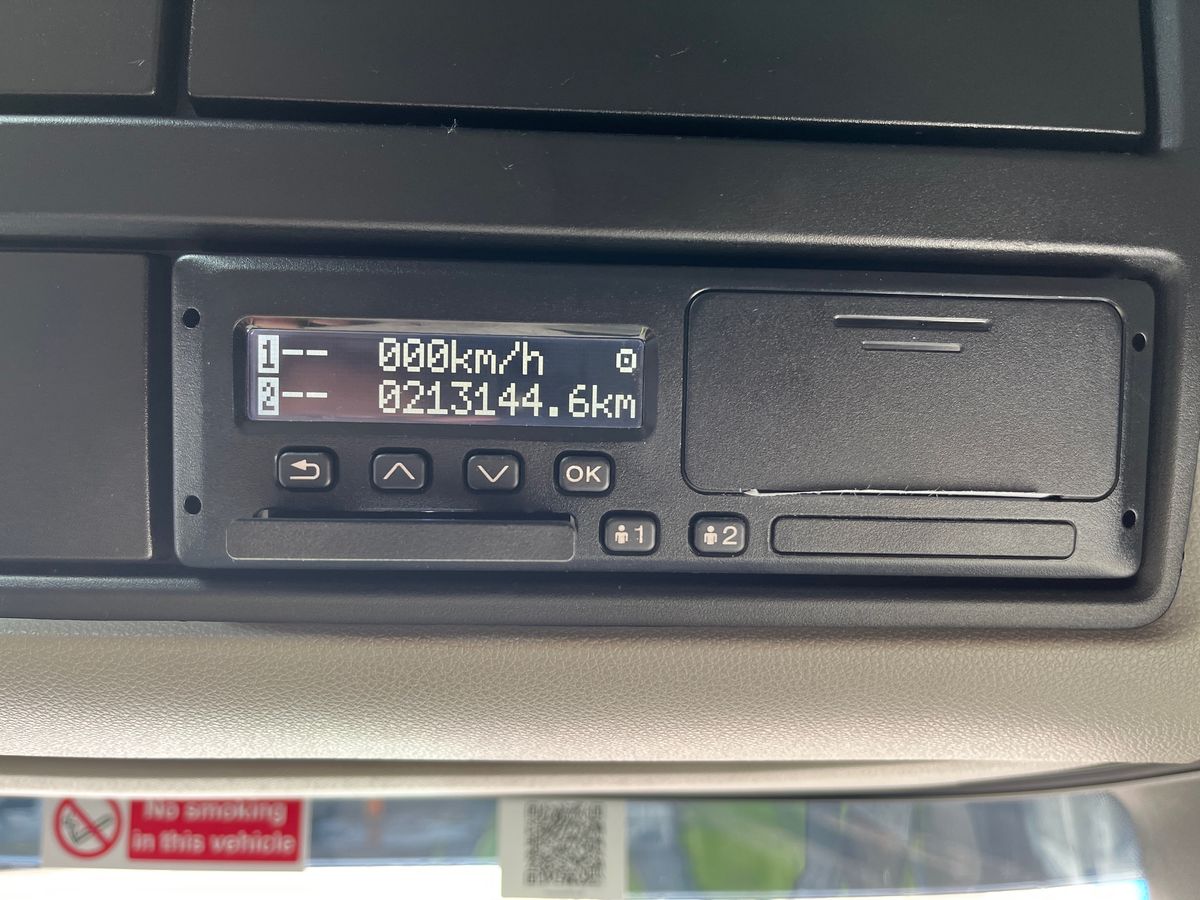 1-- 000km/h
2-- 0213144.6km
OK
1
2
No smoking
in this vehicle